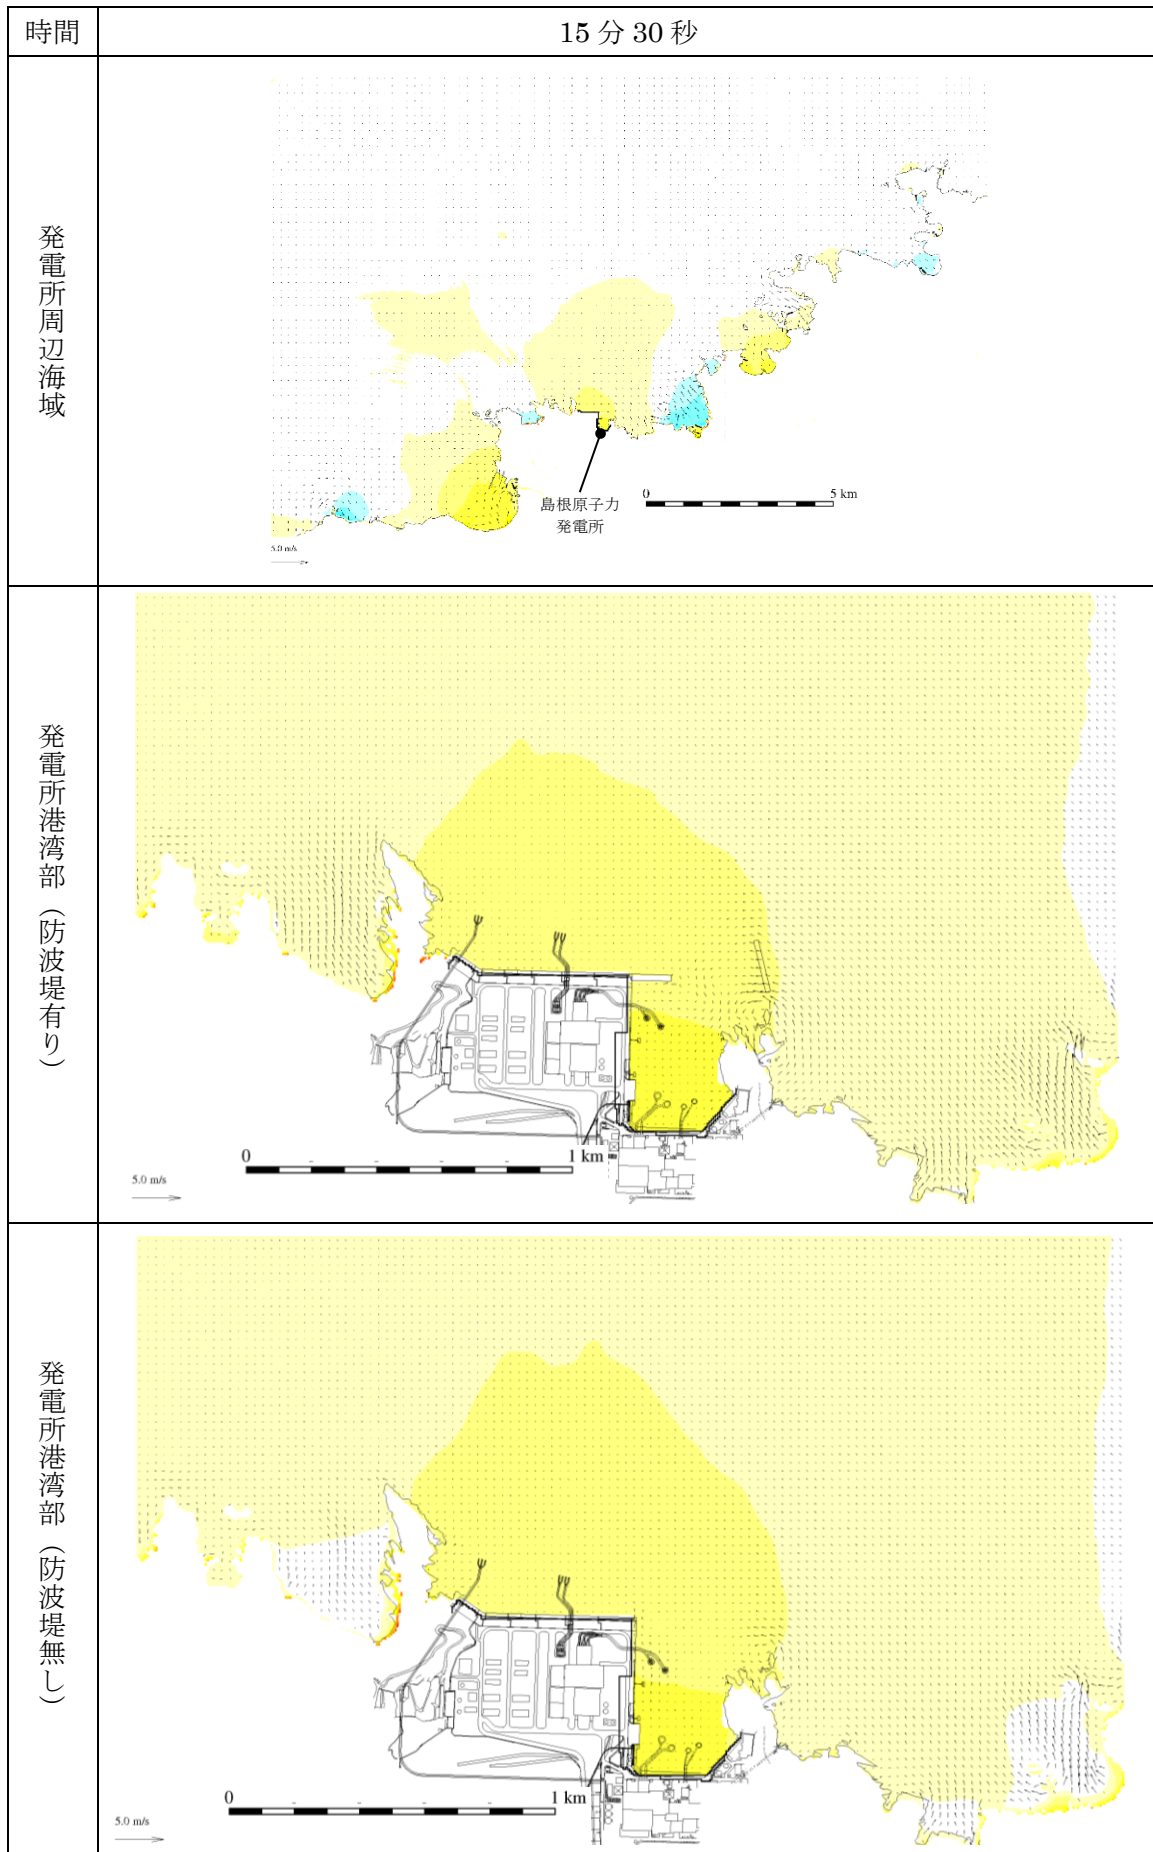 時間
15分30秒
発電所周辺海域
島根原子力
発電所
0
5 km
5.0 m/s
発電所港湾部（防波堤有り）
0
1 km
5.0 m/s
発電所港湾部（防波堤無し）
0
1 km
5.0 m/s